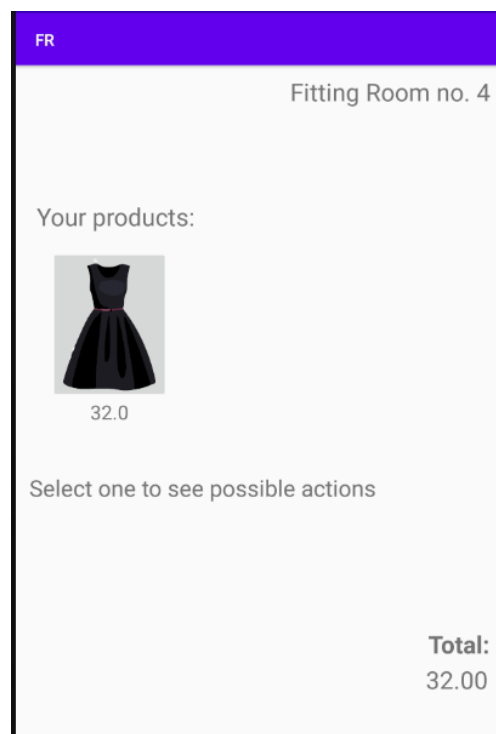 FR
Fitting Room no. 4
Your products:
32.0
Select one to see possible actions
Total:
32.00